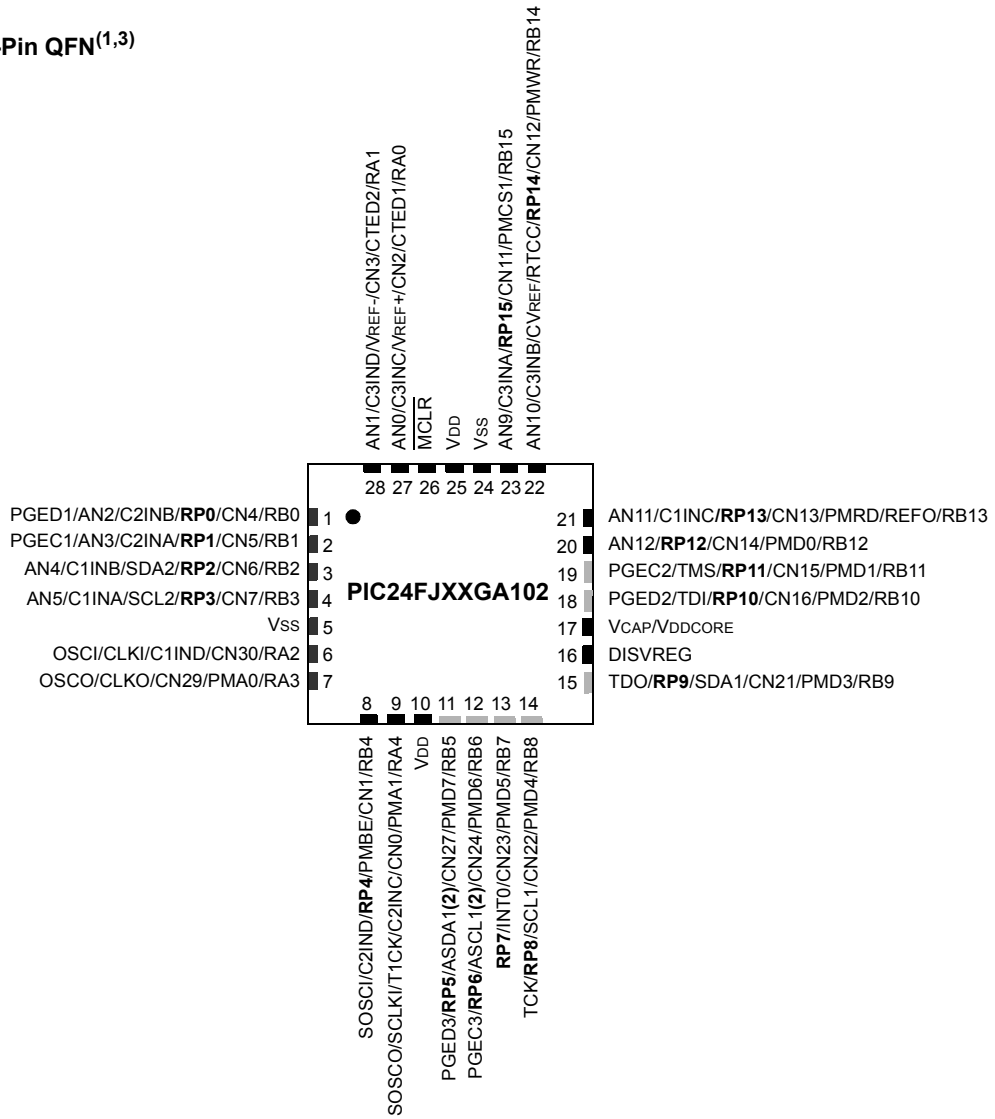 -Pin QFN(1,3)
AN1/C3IND/VREF-/CN3/CTED2/RA1
AN0/C3INC/VREF+/CN2/CTED1/RA0
MCLR
VDD
VSS
AN9/C3INA/RP15/CN11/PMCS1/RB15
AN10/C3INB/CVREF/RTCC/RP14/CN12/PMWR/RB14
28 27 26 25 24 23 22
PGED1/AN2/C2INB/RP0/CN4/RB0 1
PGEC1/AN3/C2INA/RP1/CN5/RB1 2
AN4/C1INB/SDA2/RP2/CN6/RB2 3
AN5/C1INA/SCL2/RP3/CN7/RB3 4
VSS 5
OSCI/CLKI/C1IND/CN30/RA2 6
OSCO/CLKO/CN29/PMA0/RA3 7
PIC24FJXXGA102
21 AN11/C1INC/RP13/CN13/PMRD/REFO/RB13
20 AN12/RP12/CN14/PMD0/RB12
19 PGEC2/TMS/RP11/CN15/PMD1/RB11
18 PGED2/TDI/RP10/CN16/PMD2/RB10
17 VCAP/VDDCORE
16 DISVREG
15 TDO/RP9/SDA1/CN21/PMD3/RB9
8 9 10 11 12 13 14
SOSCI/C2IND/RP4/PMBE/CN1/RB4
SOSCO/SCLKI/T1CK/C2INC/CN0/PMA1/RA4
VDD
PGED3/RP5/ASDA1(2)/CN27/PMD7/RB5
PGEC3/RP6/ASCL1(2)/CN24/PMD6/RB6
RP7/INT0/CN23/PMD5/RB7
TCK/RP8/SCL1/CN22/PMD4/RB8